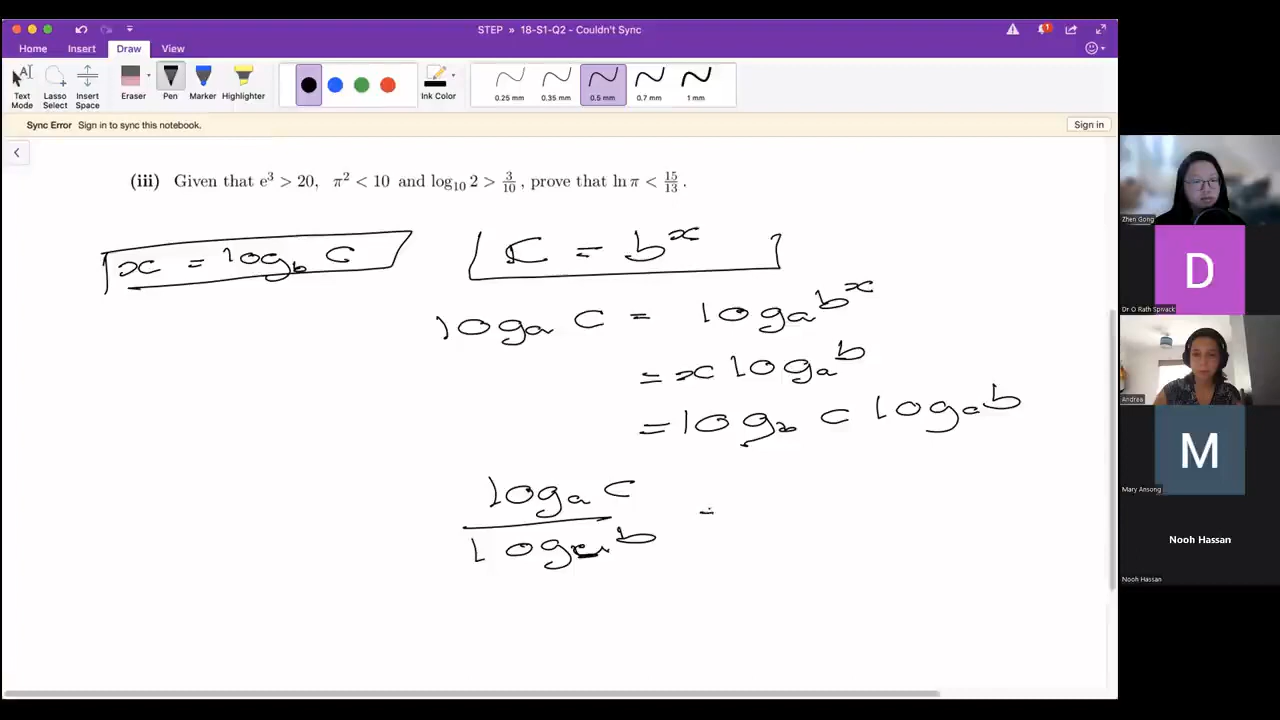 STEP » 18-S1-Q2 - Couldn't Sync
1
Home Insert Draw View
Text Mode
Lasso Select
Insert Space
Eraser
Pen
Marker
Highlighter
Ink Color
0.25 mm
0.35 mm
0.5 mm
0.7 mm
1 mm
Sync Error Sign in to sync this notebook.
Sign in
(iii) Given that e³ > 20, π² < 10 and log₁₀ 2 > 3/10, prove that ln π < 15/13.
x = log_b c
c = b^x
log_a c = log_a b^x
= x log_a b
= log_b c log_a b
log_a c
log_a b
=
Zhen Gong
D
Dr O Rath Spivack
Andrea
M
Mary Ansong
Nooh Hassan
Nooh Hassan